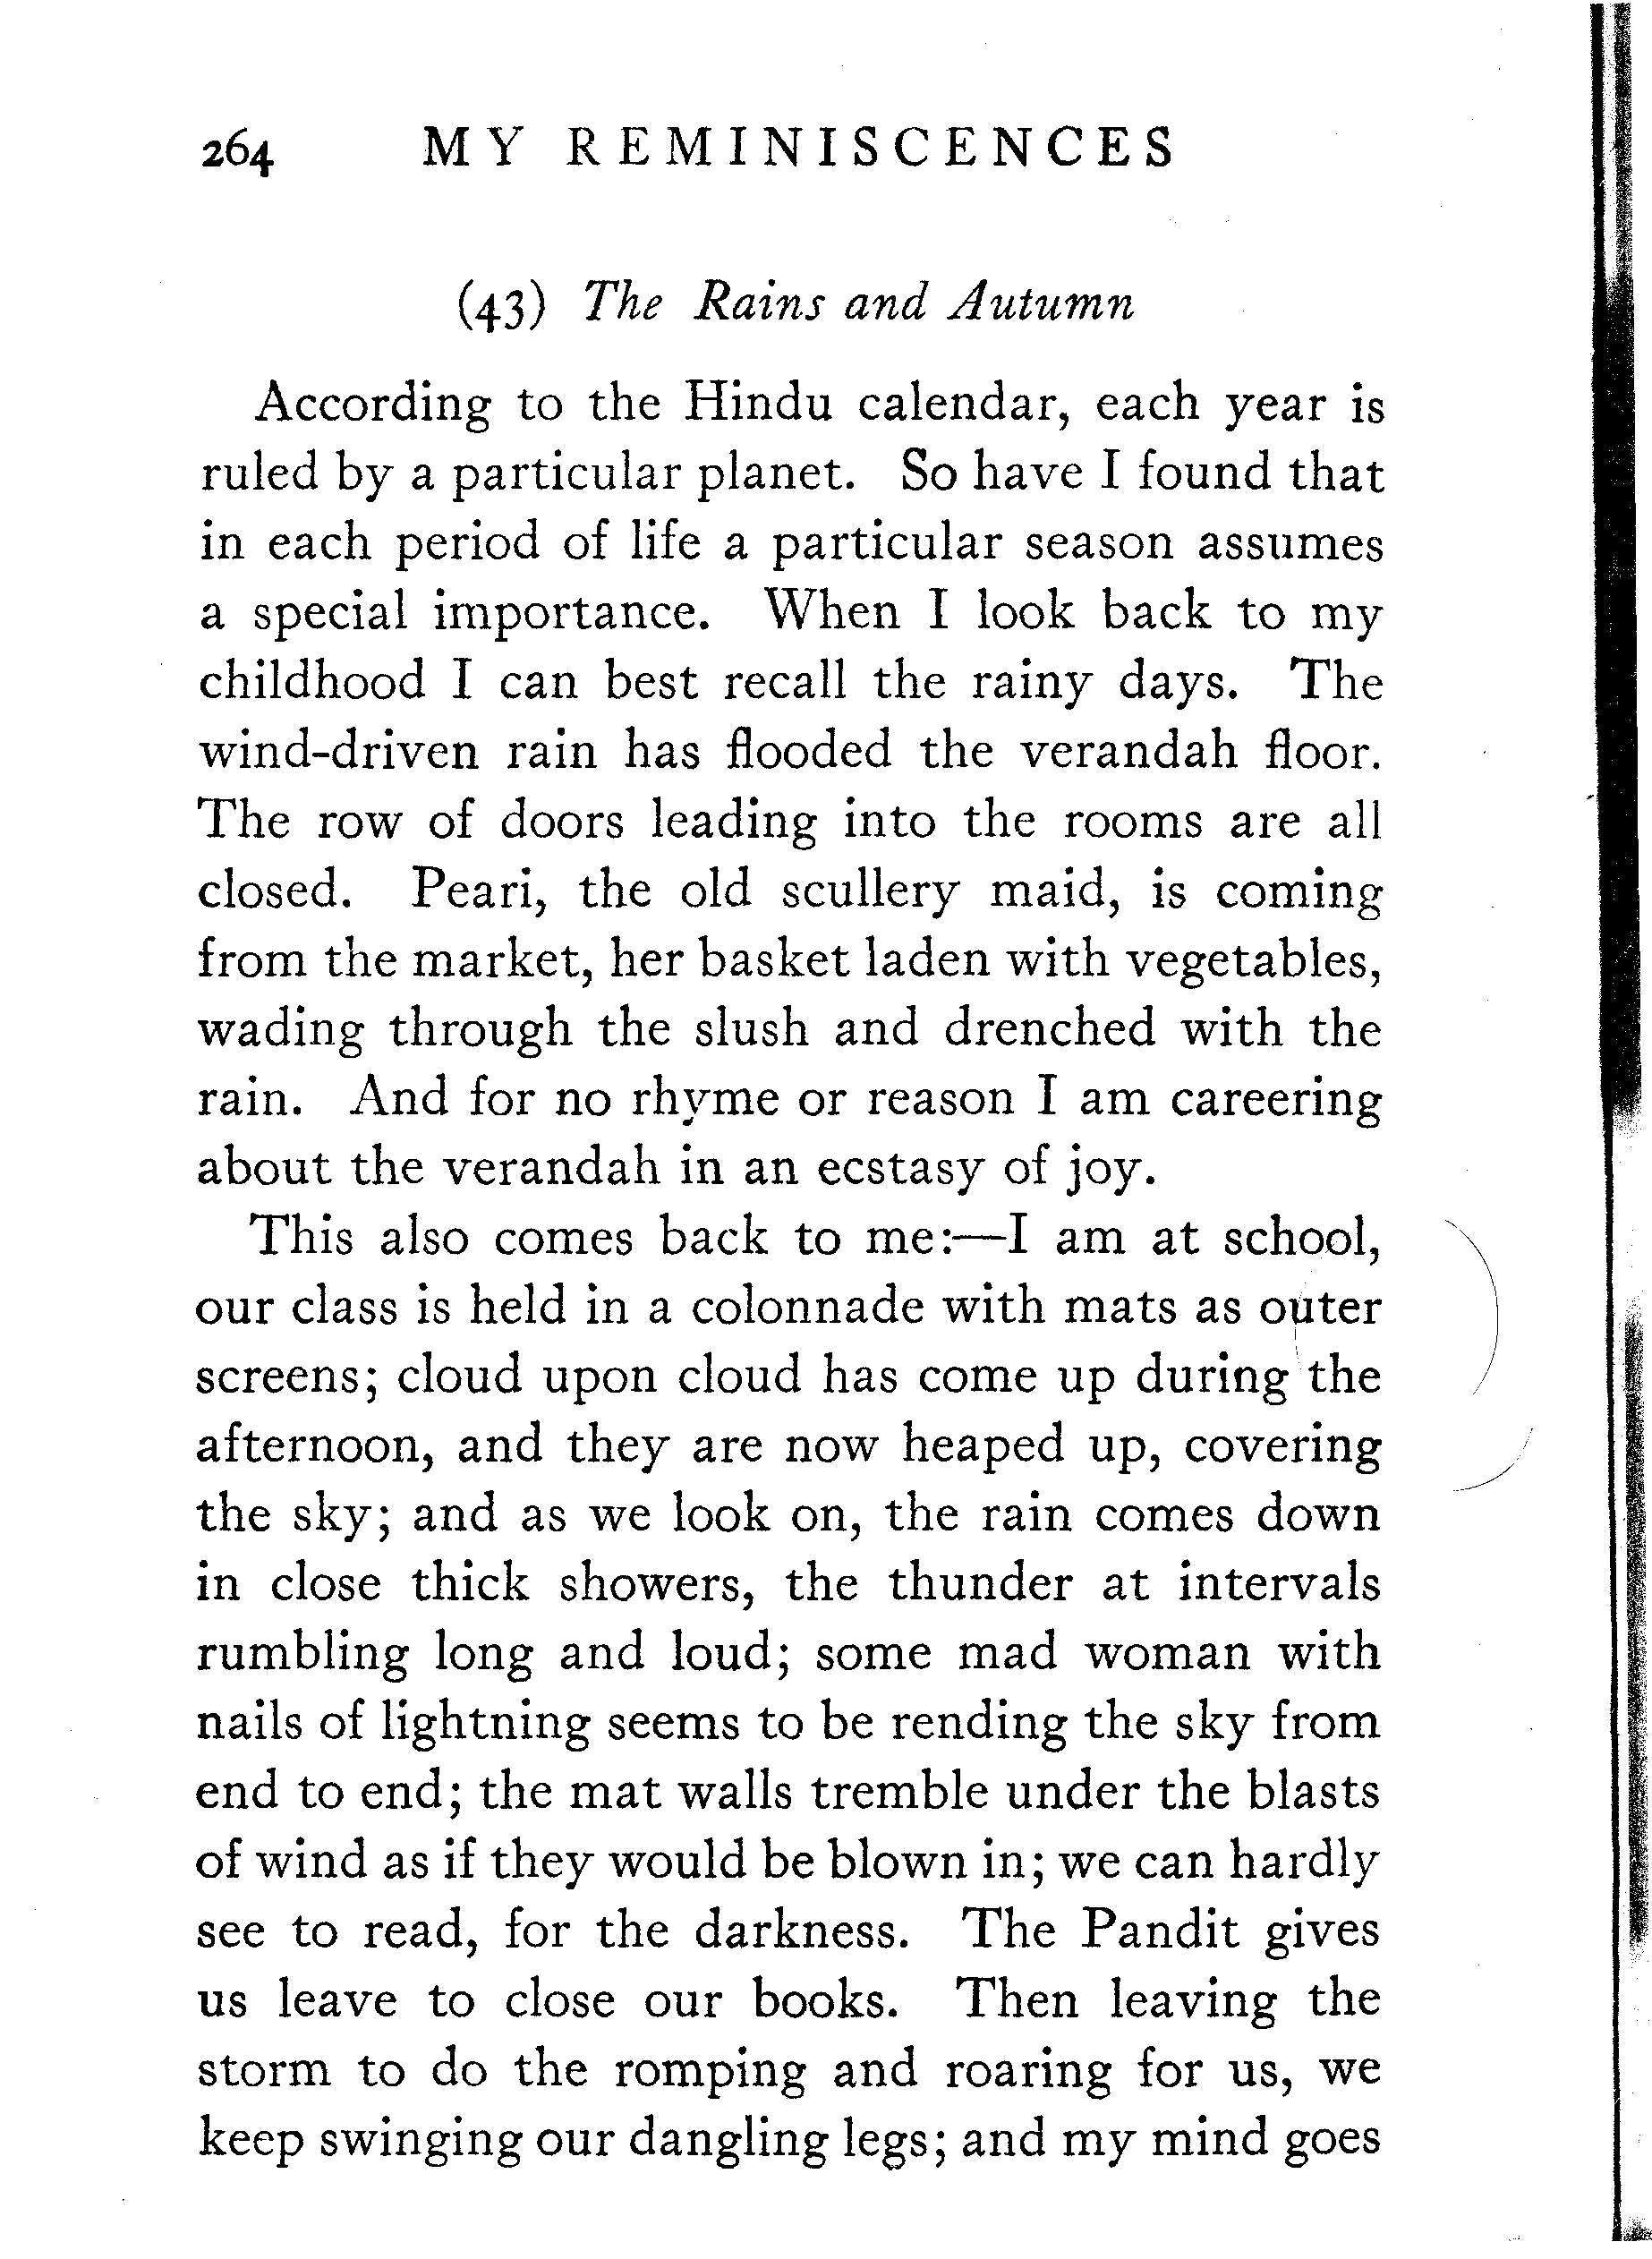 264 MY REMINISCENCES
(43) The Rains and Autumn
According to the Hindu calendar, each year is
ruled by a particular planet. So have I found that
in each period of life a particular season assumes
a special importance. When I look back to my
childhood I can best recall the rainy days. The
wind-driven rain has flooded the verandah floor.
The row of doors leading into the rooms are all
closed. Peari, the old scullery maid, is coming
from the market, her basket laden with vegetables,
wading through the slush and drenched with the
rain. And for no rhyme or reason I am careering
about the verandah in an ecstasy of joy.
This also comes back to me:—I am at school,
our class is held in a colonnade with mats as outer
screens; cloud upon cloud has come up during the
afternoon, and they are now heaped up, covering
the sky; and as we look on, the rain comes down
in close thick showers, the thunder at intervals
rumbling long and loud; some mad woman with
nails of lightning seems to be rending the sky from
end to end; the mat walls tremble under the blasts
of wind as if they would be blown in; we can hardly
see to read, for the darkness. The Pandit gives
us leave to close our books. Then leaving the
storm to do the romping and roaring for us, we
keep swinging our dangling legs; and my mind goes